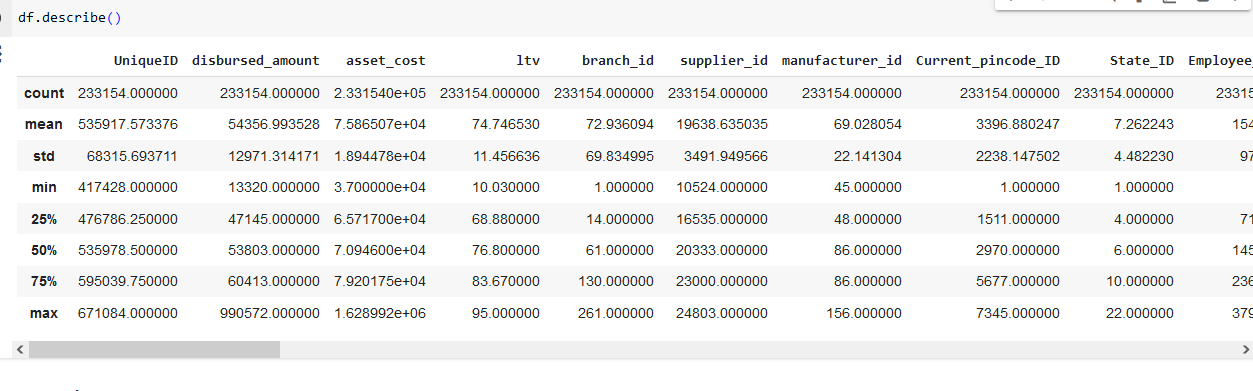 df.describe()
UniqueID disbursed_amount asset_cost ltv branch_id supplier_id manufacturer_id Current_pincode_ID State_ID Employee_
count 233154.000000 233154.000000 2.331540e+05 233154.000000 233154.000000 233154.000000 233154.000000 233154.000000 233154.000000 23315
mean 535917.573376 54356.993528 7.586507e+04 74.746530 72.936094 19638.635035 69.028054 3396.880247 7.262243 154
std 68315.693711 12971.314171 1.894478e+04 11.456636 69.834995 3491.949566 22.141304 2238.147502 4.482230 97
min 417428.000000 13320.000000 3.700000e+04 10.030000 1.000000 10524.000000 45.000000 1.000000 1.000000
25% 476786.250000 47145.000000 6.571700e+04 68.880000 14.000000 16535.000000 48.000000 1511.000000 4.000000 71
50% 535978.500000 53803.000000 7.094600e+04 76.800000 61.000000 20333.000000 86.000000 2970.000000 6.000000 145
75% 595039.750000 60413.000000 7.920175e+04 83.670000 130.000000 23000.000000 86.000000 5677.000000 10.000000 236
max 671084.000000 990572.000000 1.628992e+06 95.000000 261.000000 24803.000000 156.000000 7345.000000 22.000000 379